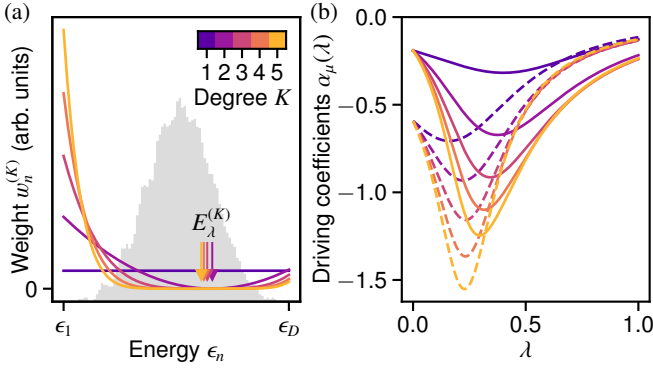 (a)
Weight w_n^{(K)} (arb. units)
0
1 2 3 4 5
Degree K
E_λ^{(K)}
ϵ_1
ϵ_D
Energy ϵ_n
(b)
Driving coefficients α_μ(λ)
0.0
−0.5
−1.0
−1.5
0.0 0.5 1.0
λ